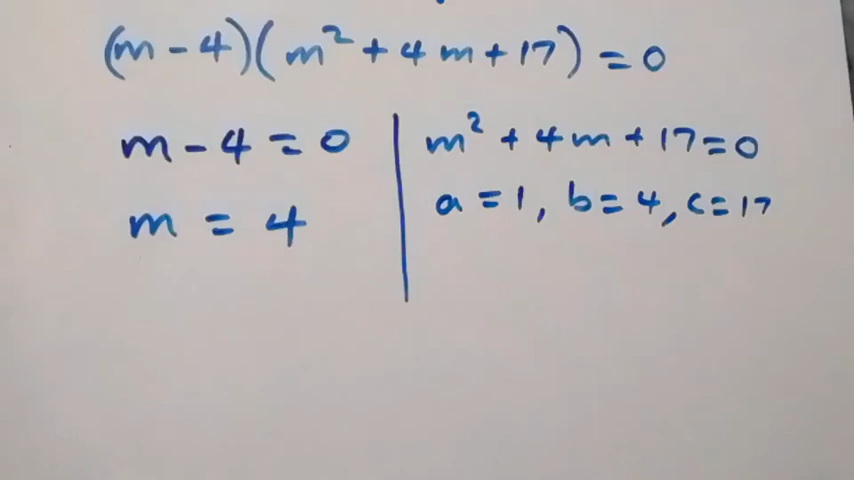 (m - 4)(m² + 4m + 17) = 0
m - 4 = 0
m = 4
m² + 4m + 17 = 0
a = 1, b = 4, c = 17